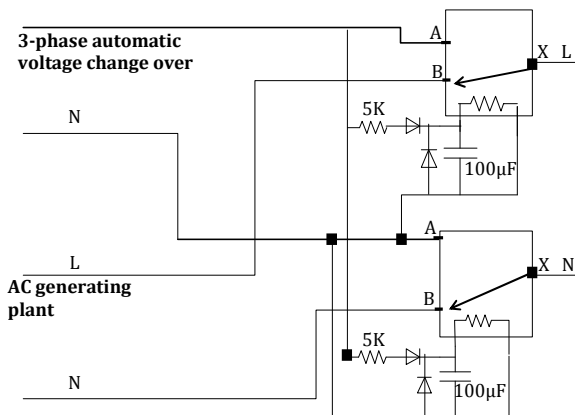 3-phase automatic
voltage change over
A
X L
B
N
5K
100μF
A
L
X N
AC generating
plant
B
5K
N
100μF